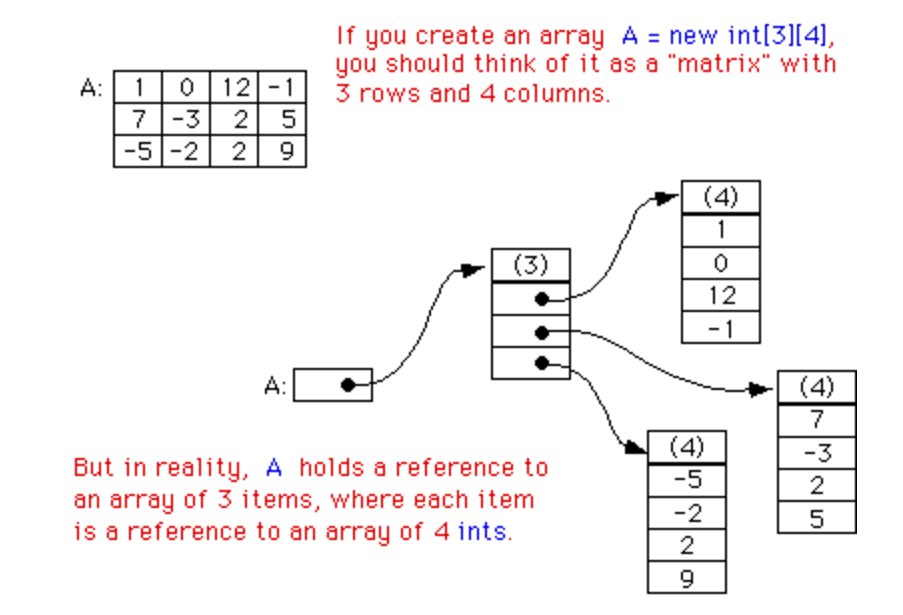 If you create an array A = new int[3][4],
you should think of it as a "matrix" with
3 rows and 4 columns.
A:
1 0 12 -1
7 -3 2 5
-5 -2 2 9
(4)
1
0
12
-1
(3)
A:
(4)
7
-3
2
5
(4)
-5
-2
2
9
But in reality, A holds a reference to
an array of 3 items, where each item
is a reference to an array of 4 ints.